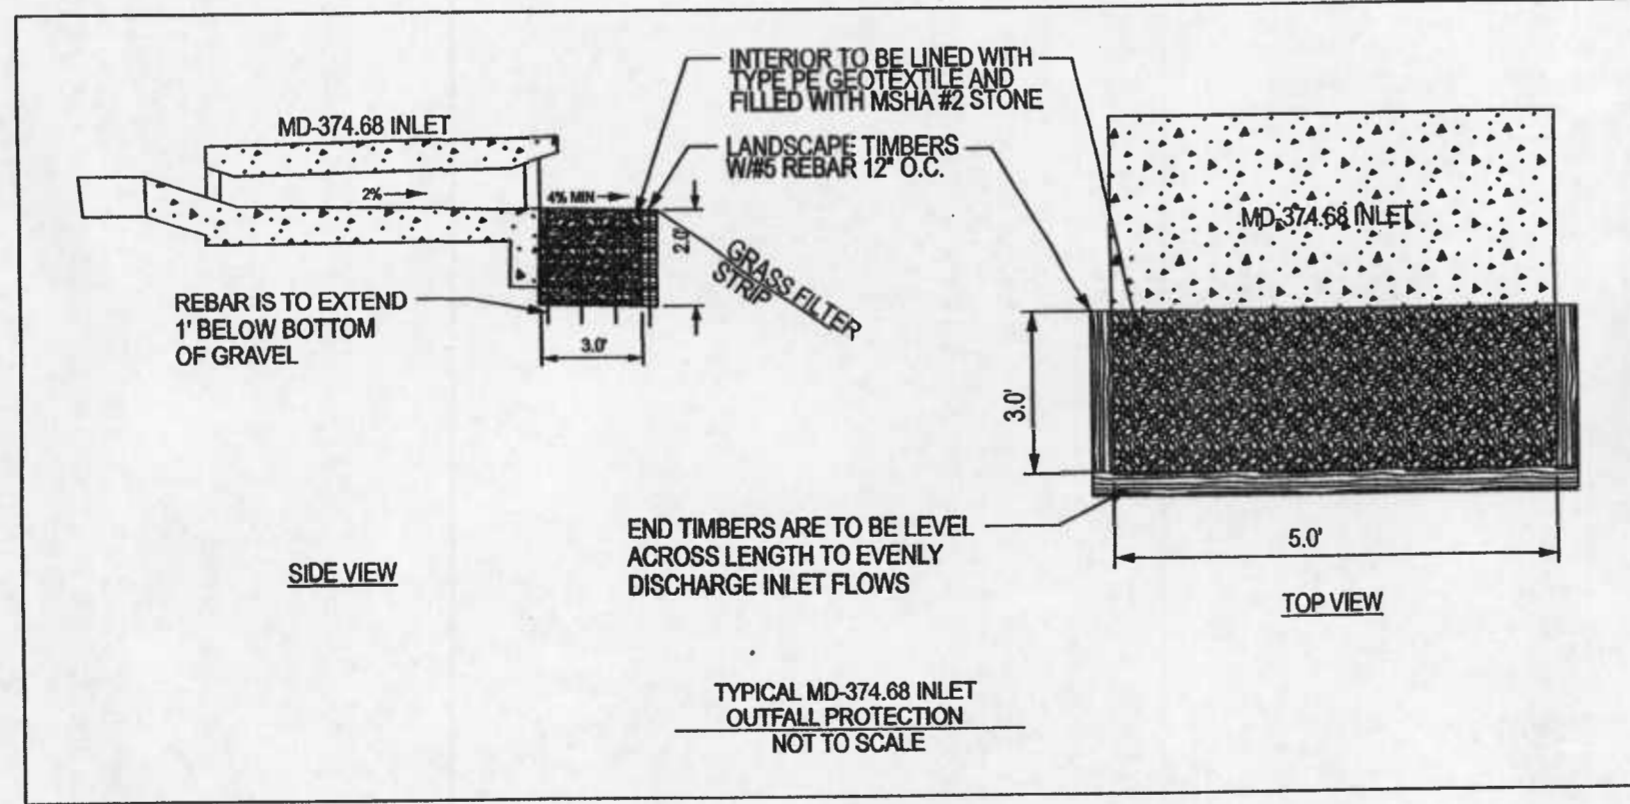 INTERIOR TO BE LINED WITH
TYPE PE GEOTEXTILE AND
FILLED WITH MSHA #2 STONE
MD-374.68 INLET
LANDSCAPE TIMBERS
W/#5 REBAR 12" O.C.
2%
4% MIN
2.0'
GRASS FILTER
STRIP
MD-374.68 INLET
REBAR IS TO EXTEND
1' BELOW BOTTOM
OF GRAVEL
3.0'
3.0'
END TIMBERS ARE TO BE LEVEL
ACROSS LENGTH TO EVENLY
DISCHARGE INLET FLOWS
5.0'
SIDE VIEW
TOP VIEW
TYPICAL MD-374.68 INLET
OUTFALL PROTECTION
NOT TO SCALE